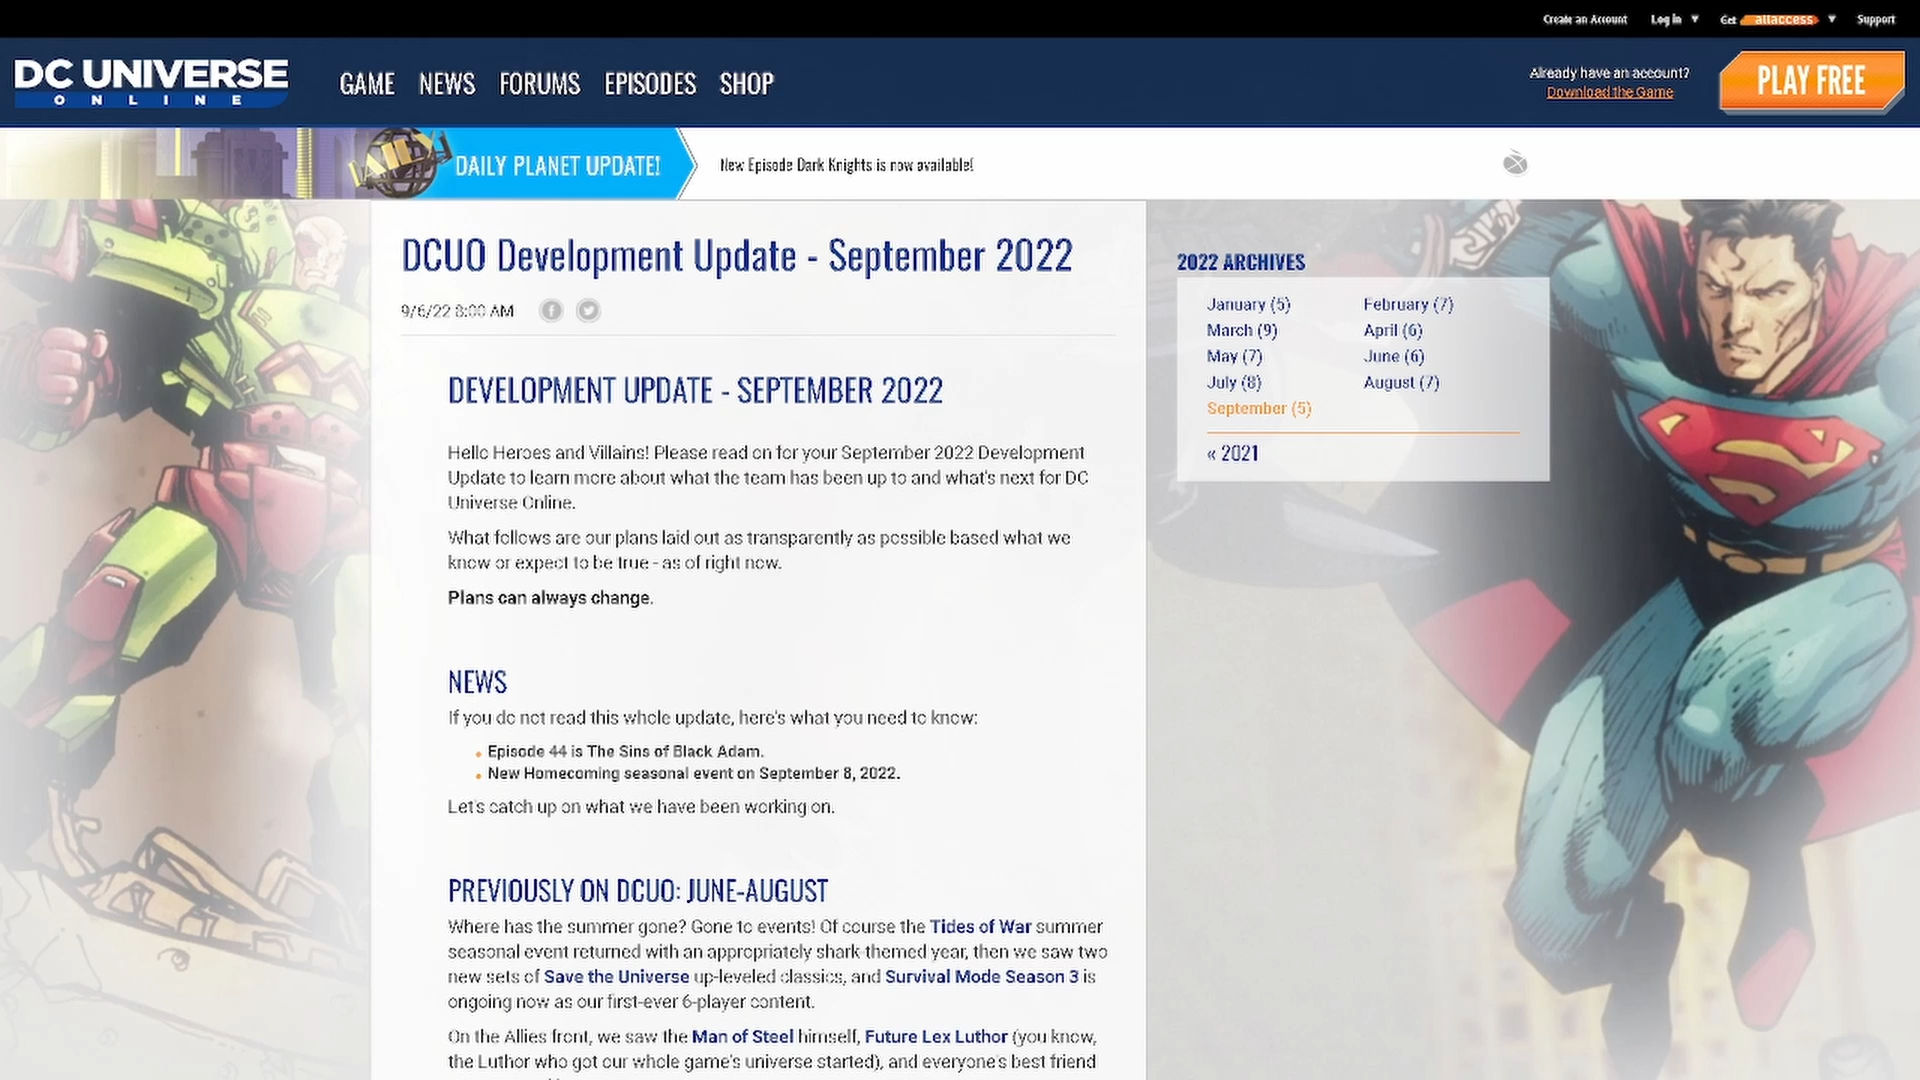 Create an Account Log in Get allaccess Support
DC UNIVERSE
ONLINE
GAME NEWS FORUMS EPISODES SHOP
Already have an account?
Download the Game
PLAY FREE
DAILY PLANET UPDATE!
New Episode Dark Knights is now available!
DCUO Development Update - September 2022
9/6/22 8:00 AM
DEVELOPMENT UPDATE - SEPTEMBER 2022
Hello Heroes and Villains! Please read on for your September 2022 Development
Update to learn more about what the team has been up to and what's next for DC
Universe Online.
What follows are our plans laid out as transparently as possible based what we
know or expect to be true - as of right now.
Plans can always change.
NEWS
If you do not read this whole update, here's what you need to know:
• Episode 44 is The Sins of Black Adam.
• New Homecoming seasonal event on September 8, 2022.
Let's catch up on what we have been working on.
PREVIOUSLY ON DCUO: JUNE-AUGUST
Where has the summer gone? Gone to events! Of course the Tides of War summer
seasonal event returned with an appropriately shark-themed year, then we saw two
new sets of Save the Universe up-leveled classics, and Survival Mode Season 3 is
ongoing now as our first-ever 6-player content.
On the Allies front, we saw the Man of Steel himself, Future Lex Luthor (you know,
the Luthor who got our whole game's universe started), and everyone's best friend
2022 ARCHIVES
January (5) February (7)
March (9) April (6)
May (7) June (6)
July (8) August (7)
September (5)
« 2021